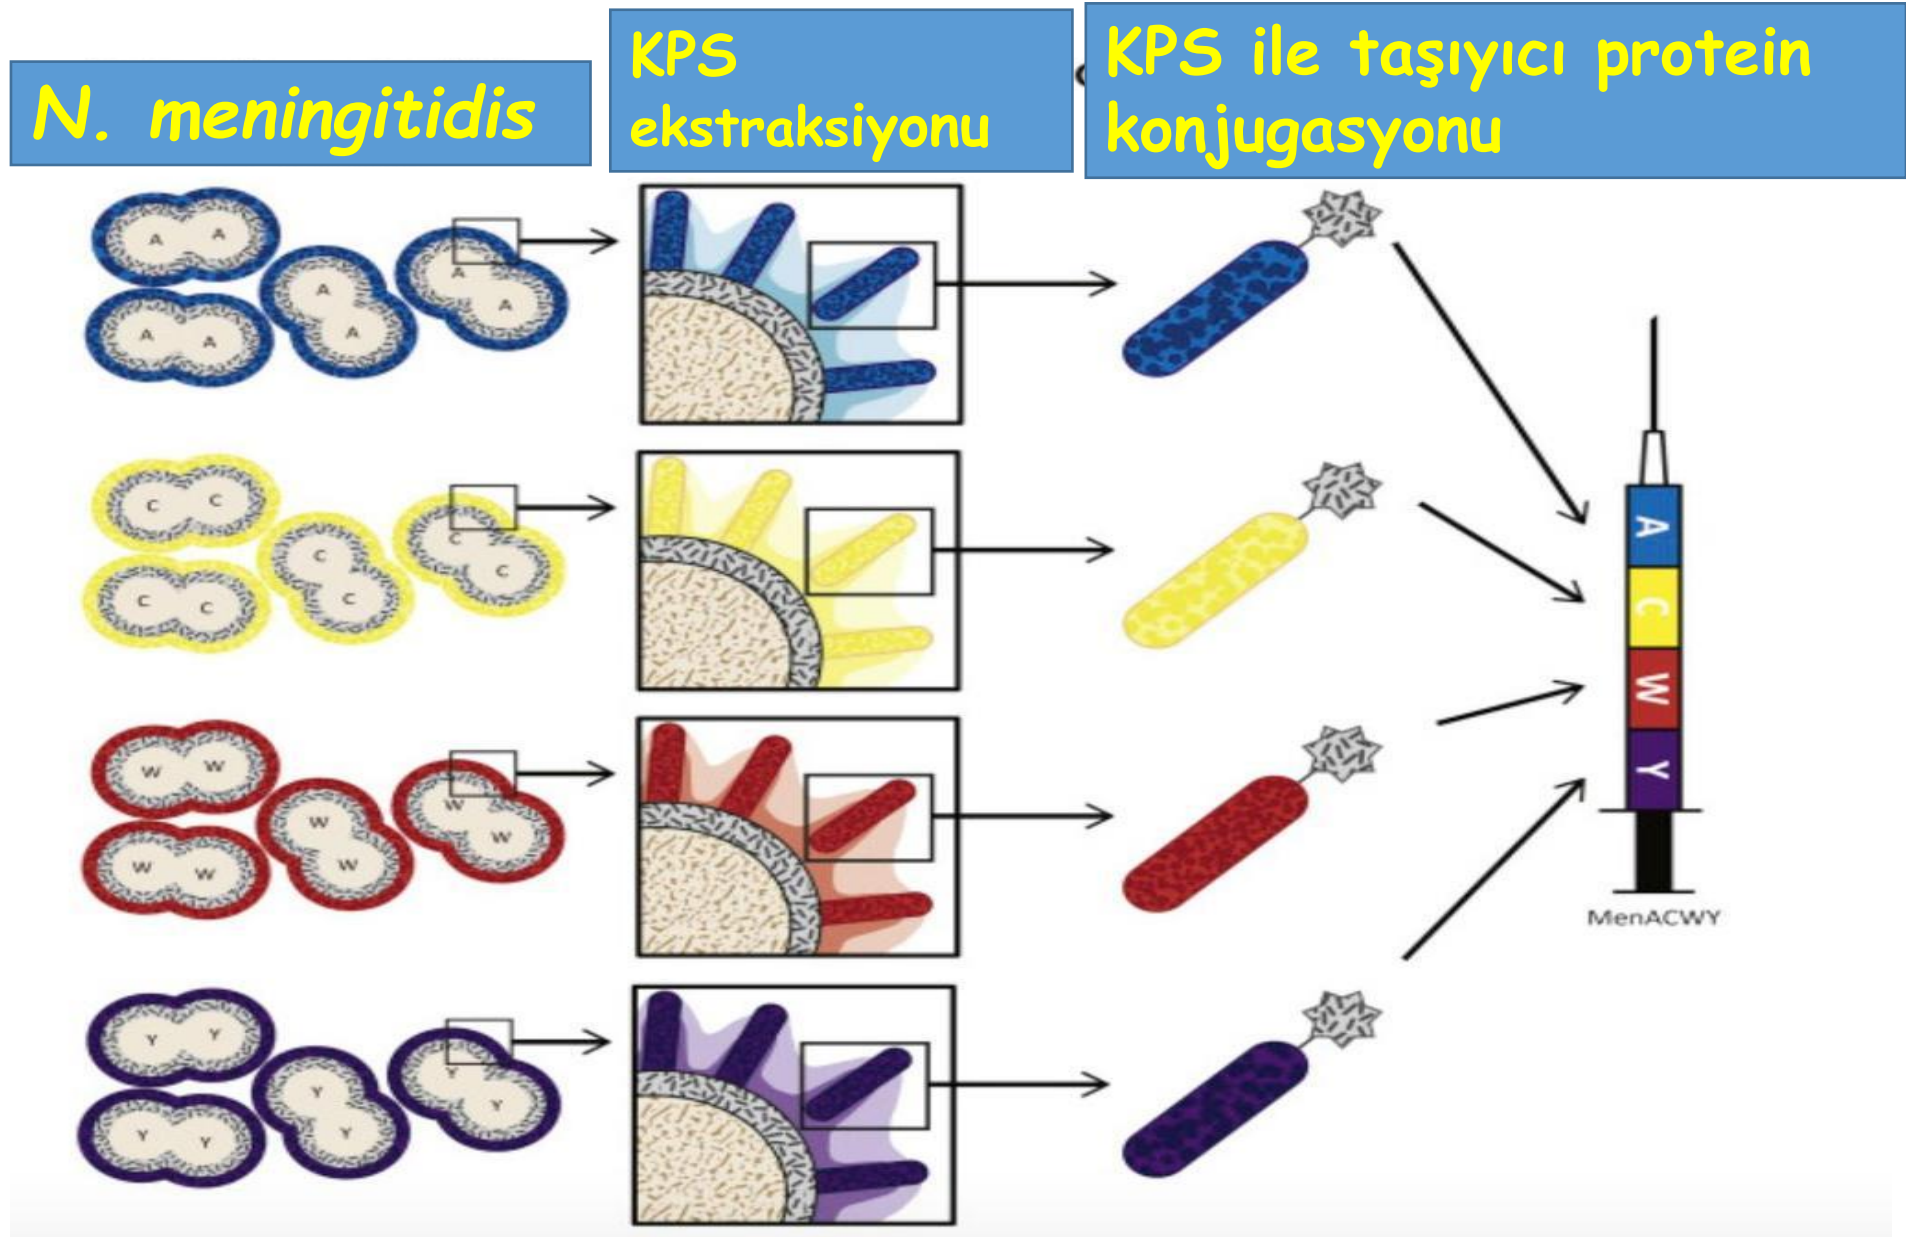 N. meningitidis
KPS
ekstraksiyonu
KPS ile taşıyıcı protein
konjugasyonu
A A
A
A
A
A
A A
C C
C
C
C
C
C C
W W
W
W
W
W
W W
Y Y
Y
Y
Y
Y
Y Y
A
C
W
Y
MenACWY